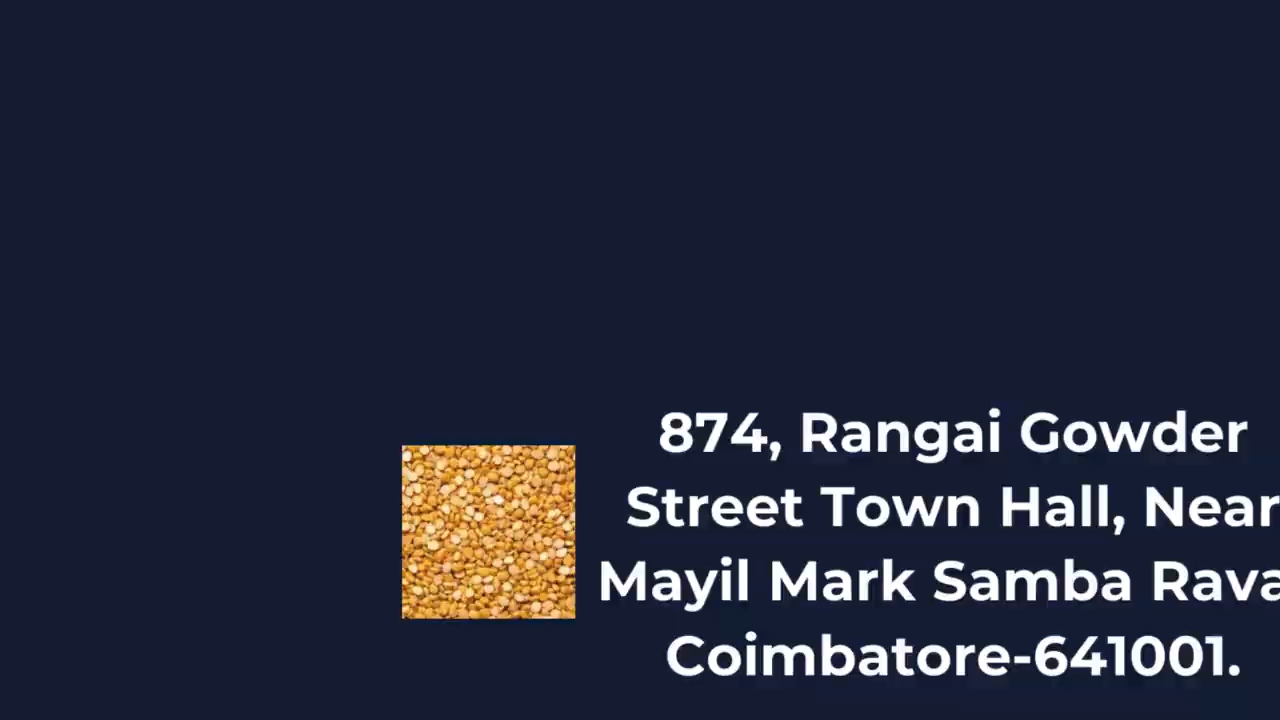 874, Rangai Gowder
Street Town Hall, Near
Mayil Mark Samba Rava
Coimbatore-641001.